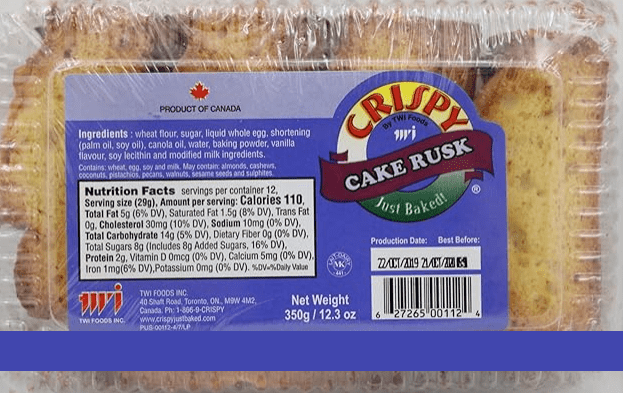 PRODUCT OF CANADA
Ingredients : wheat flour, sugar, liquid whole egg, shortening
(palm oil, soy oil), canola oil, water, baking powder, vanilla
flavour, soy lecithin and modified milk ingredients.
Contains: wheat, egg, soy and milk. May contain: almonds, cashews,
coconuts, pistachios, pecans, walnuts, sesame seeds and sulphites.
Nutrition Facts servings per container 12,
Serving size (29g), Amount per serving: Calories 110,
Total Fat 5g (6% DV), Saturated Fat 1.5g (8% DV), Trans Fat
0g, Cholesterol 30mg (10% DV), Sodium 10mg (0% DV),
Total Carbohydrate 14g (5% DV), Dietary Fiber 0g (0% DV),
Total Sugars 8g (Includes 8g Added Sugars, 16% DV),
Protein 2g, Vitamin D 0mcg (0% DV), Calcium 5mg (0% DV),
Iron 1mg(6% DV),Potassium 0mg (0% DV). %DV=%Daily Value
CRISPY
By TWI Foods
twi
CAKE RUSK
Just Baked!
®
MK
Production Date: Best Before:
22/OCT/2019
twi
TWI FOODS INC.
TWI FOODS INC.
40 Shaft Road, Toronto, ON., M9W 4M2,
Canada. Ph: 1-866-9-CRISPY
www.crispyjustbaked.com
PUS-00112-4/7/LP
Net Weight
350g / 12.3 oz
6 27265 00112 4